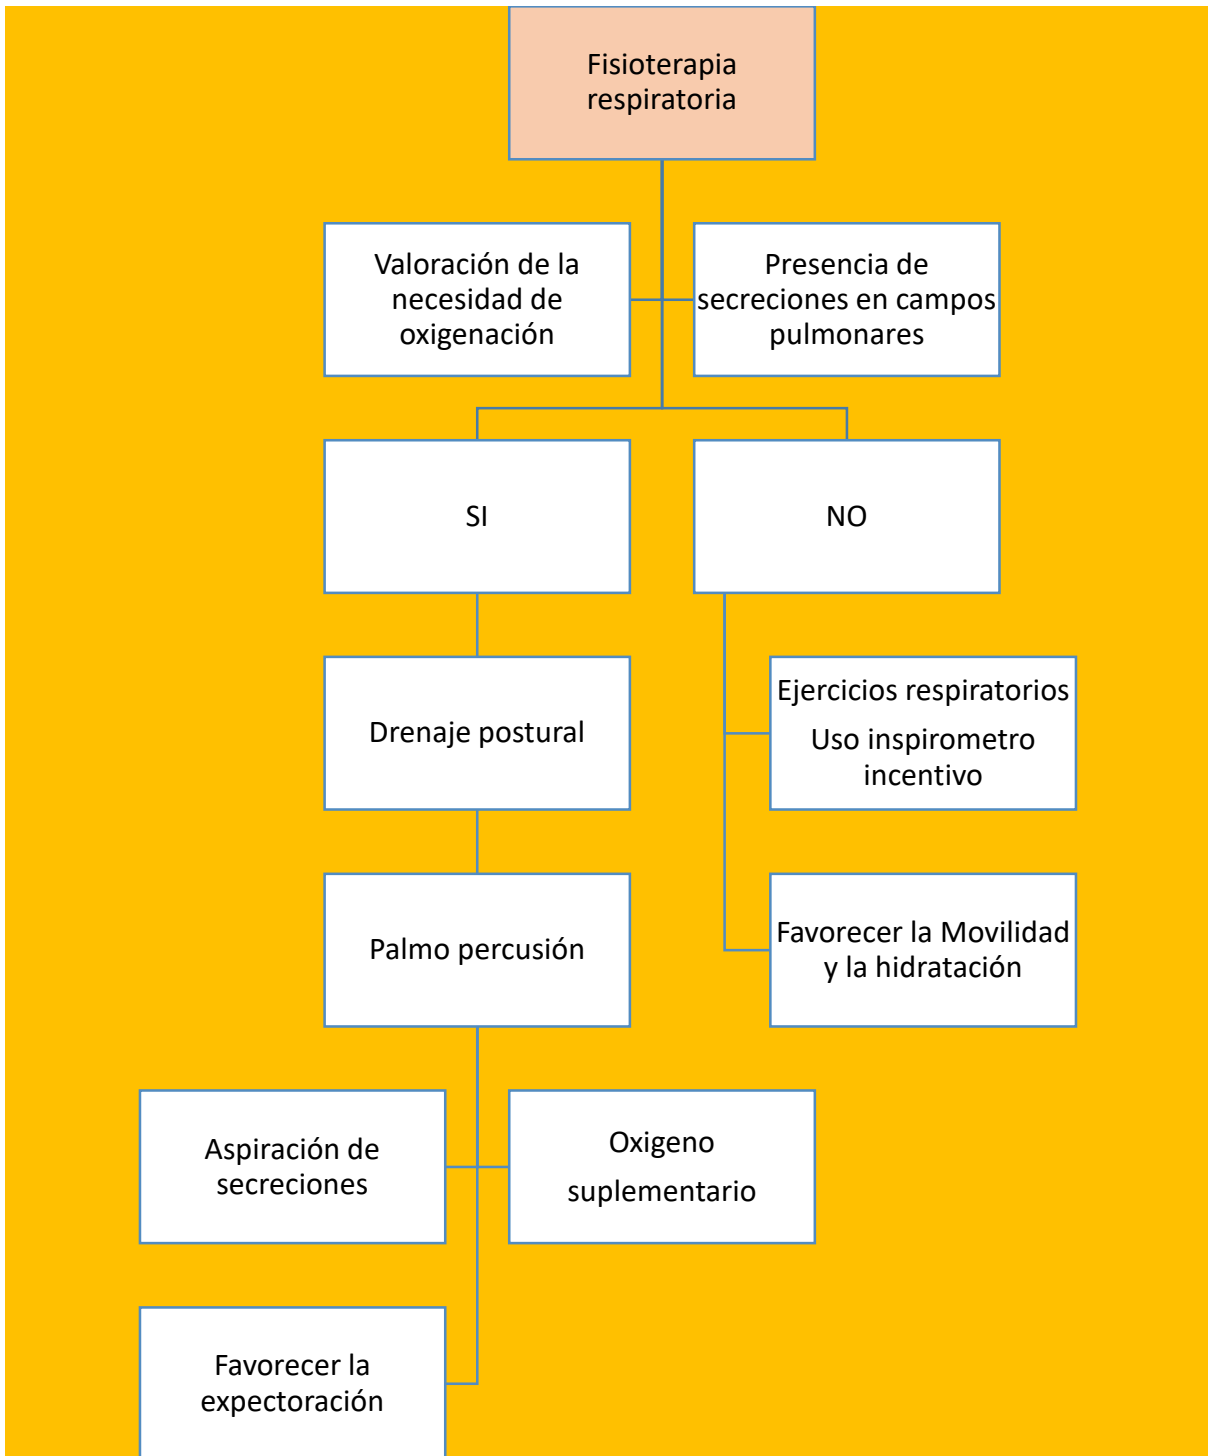 Fisioterapia
respiratoria
Valoración de la
necesidad de
oxigenación
Presencia de
secreciones en campos
pulmonares
SI
NO
Drenaje postural
Ejercicios respiratorios
Uso inspirometro
incentivo
Palmo percusión
Favorecer la Movilidad
y la hidratación
Aspiración de
secreciones
Oxigeno
suplementario
Favorecer la
expectoración